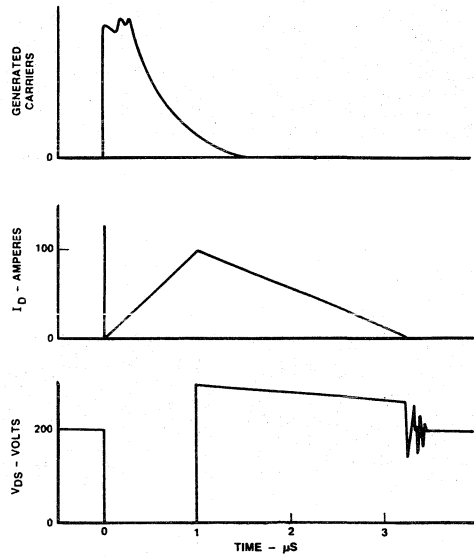 GENERATED
CARRIERS
0
I_D - AMPERES
100
0
V_DS - VOLTS
200
0
0
1
2
3
TIME - μS